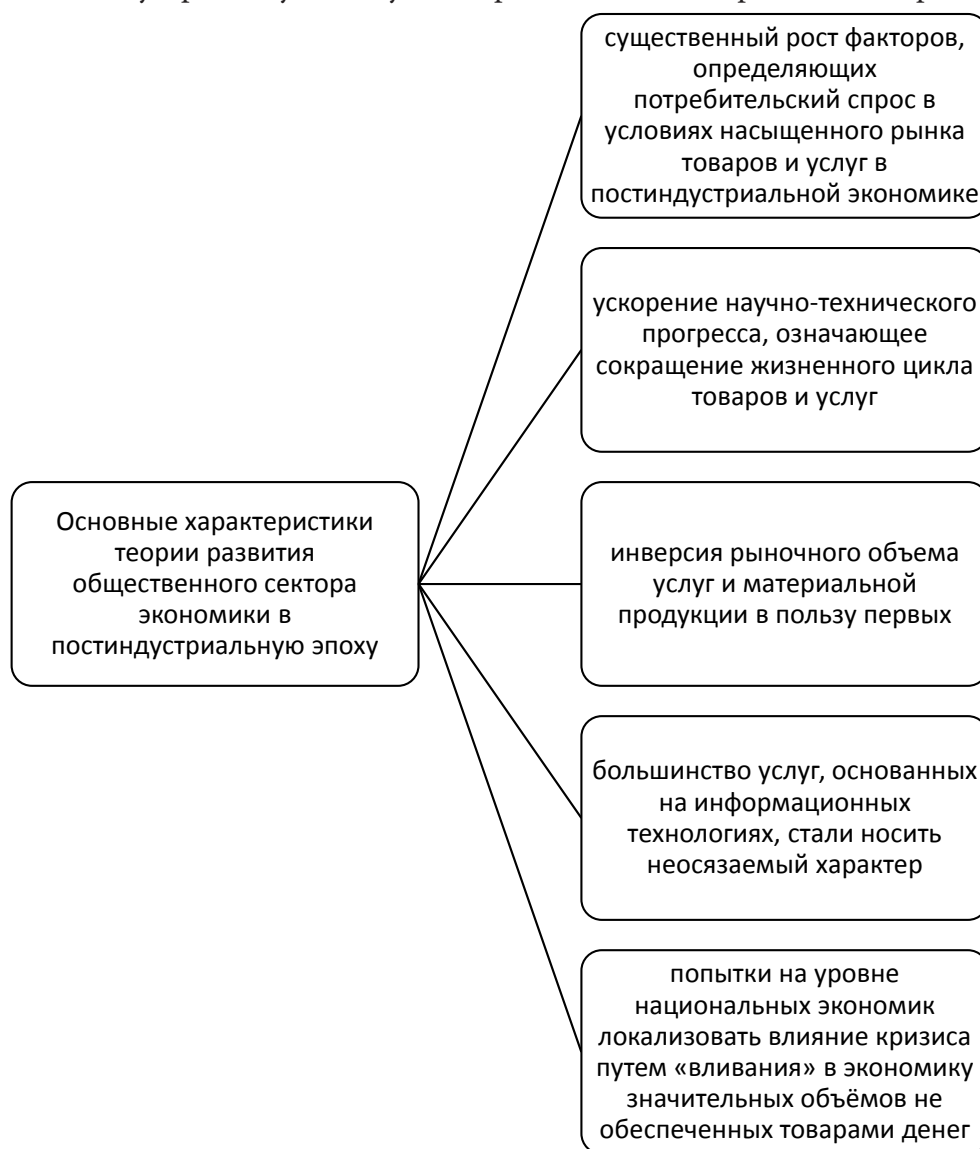 существенный рост факторов,
определяющих
потребительский спрос в
условиях насыщенного рынка
товаров и услуг в
постиндустриальной экономике
ускорение научно-технического
прогресса, означающее
сокращение жизненного цикла
товаров и услуг
Основные характеристики
теории развития
общественного сектора
экономики в
постиндустриальную эпоху
инверсия рыночного объема
услуг и материальной
продукции в пользу первых
большинство услуг, основанных
на информационных
технологиях, стали носить
неосязаемый характер
попытки на уровне
национальных экономик
локализовать влияние кризиса
путем «вливания» в экономику
значительных объёмов не
обеспеченных товарами денег